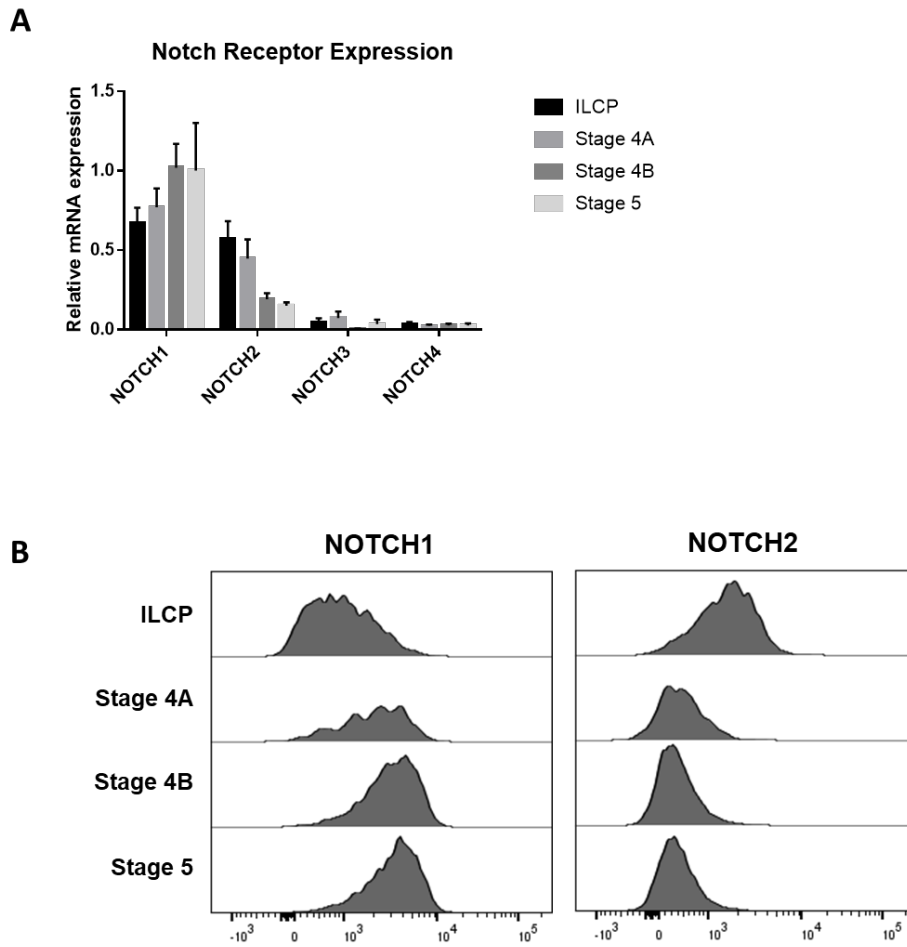 A
Notch Receptor Expression
Relative mRNA expression
1.5
1.0
0.5
0.0
NOTCH1
NOTCH2
NOTCH3
NOTCH4
ILCP
Stage 4A
Stage 4B
Stage 5
B
NOTCH1
NOTCH2
ILCP
Stage 4A
Stage 4B
Stage 5
-10³ 0 10³ 10⁴ 10⁵
-10³ 0 10³ 10⁴ 10⁵